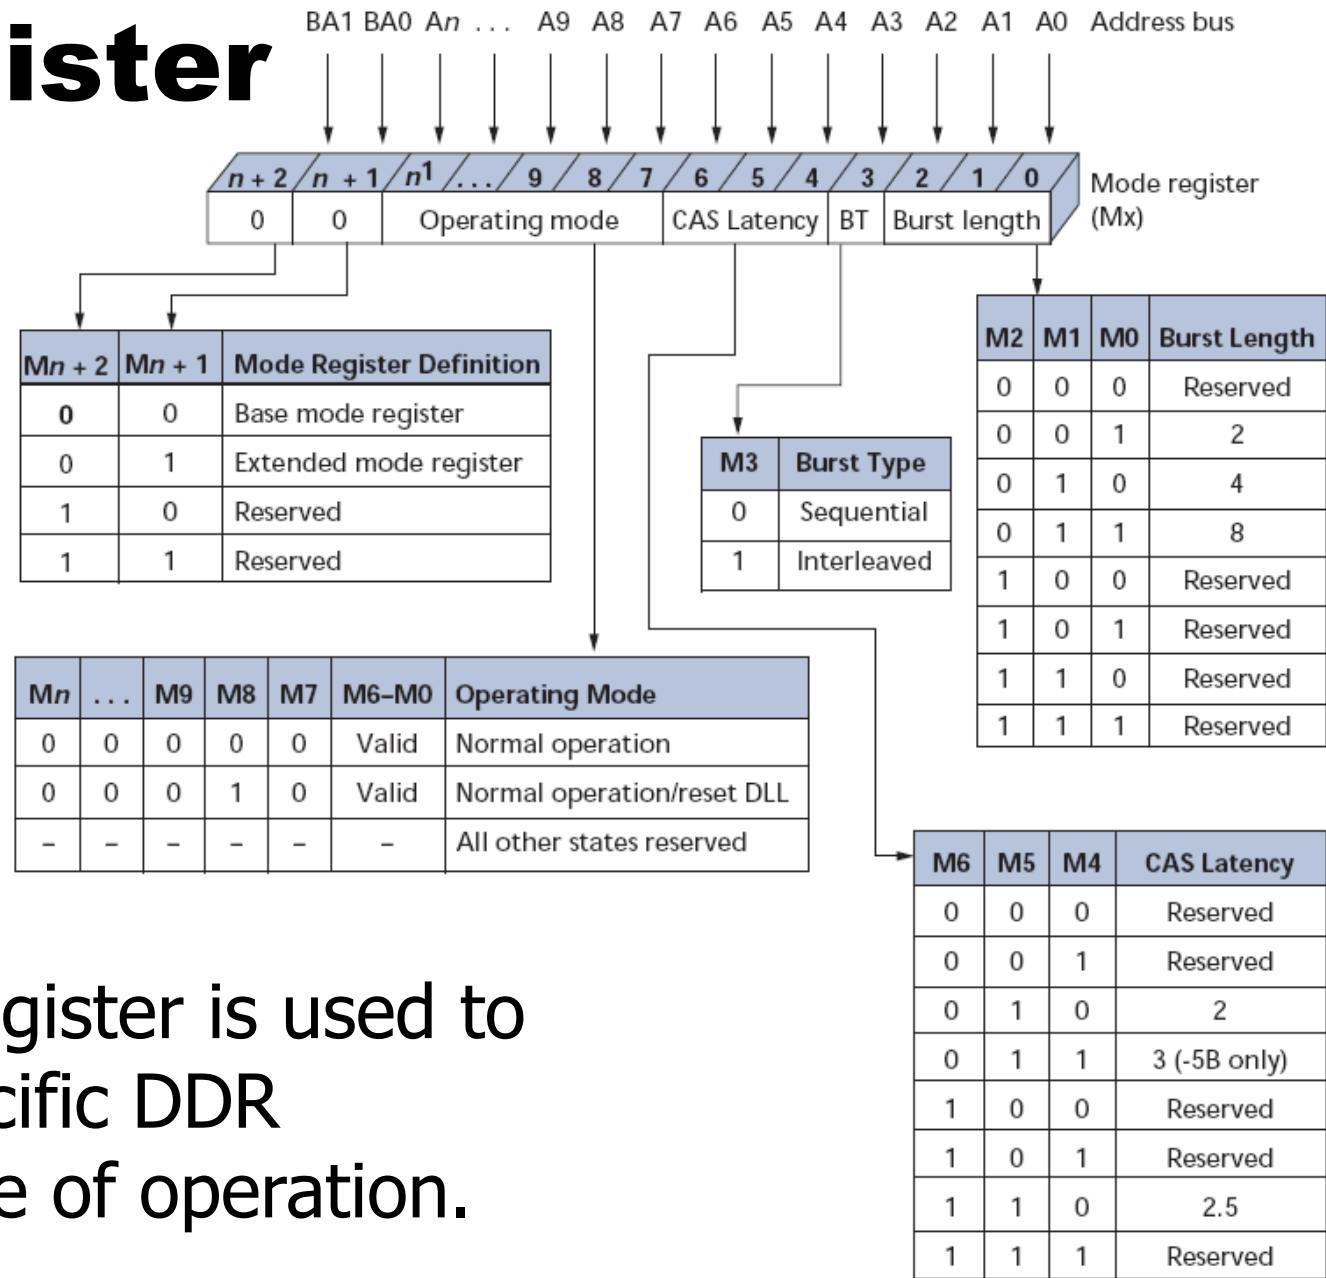 ister
BA1 BA0 An ... A9 A8 A7 A6 A5 A4 A3 A2 A1 A0 Address bus
n + 2 n + 1 n1 ... 9 8 7 6 5 4 3 2 1 0
Mode register
(Mx)
0 0 Operating mode CAS Latency BT Burst length
Mn + 2 Mn + 1 Mode Register Definition
0 0 Base mode register
0 1 Extended mode register
1 0 Reserved
1 1 Reserved
M3 Burst Type
0 Sequential
1 Interleaved
M2 M1 M0 Burst Length
0 0 0 Reserved
0 0 1 2
0 1 0 4
0 1 1 8
1 0 0 Reserved
1 0 1 Reserved
1 1 0 Reserved
1 1 1 Reserved
Mn ... M9 M8 M7 M6–M0 Operating Mode
0 0 0 0 0 Valid Normal operation
0 0 0 1 0 Valid Normal operation/reset DLL
– – – – – – All other states reserved
M6 M5 M4 CAS Latency
0 0 0 Reserved
0 0 1 Reserved
0 1 0 2
0 1 1 3 (-5B only)
1 0 0 Reserved
1 0 1 Reserved
1 1 0 2.5
1 1 1 Reserved
gister is used to
cific DDR
e of operation.